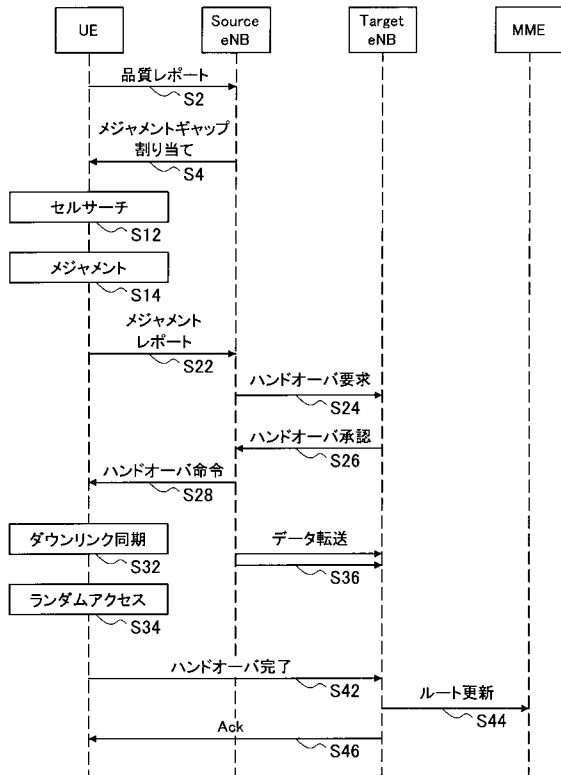 UE
Source
eNB
Target
eNB
MME
品質レポート
S2
メジャメントギャップ
割り当て
S4
セルサーチ
S12
メジャメント
S14
メジャメント
レポート
S22
ハンドオーバ要求
S24
ハンドオーバ承認
S26
ハンドオーバ命令
S28
ダウンリンク同期
S32
データ転送
S36
ランダムアクセス
S34
ハンドオーバ完了
S42
ルート更新
S44
Ack
S46